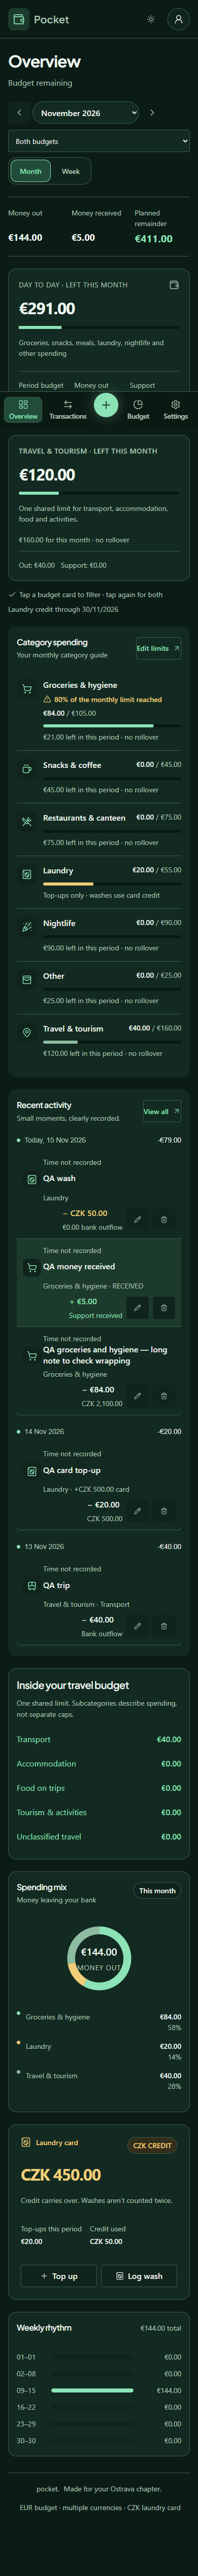 Pocket
Overview
Budget remaining
November 2026
Both budgets
Month Week
Money out Money received Planned remainder
€144.00 €5.00 €411.00
DAY TO DAY · LEFT THIS MONTH
€291.00
Groceries, snacks, meals, laundry, nightlife and
other spending
Period budget Money out Support
Overview Transactions Budget Settings
TRAVEL & TOURISM · LEFT THIS MONTH
€120.00
One shared limit for transport, accommodation,
food and activities.
€160.00 for this month · no rollover
Out: €40.00 Support: €0.00
Tap a budget card to filter · tap again for both
Laundry credit through 30/11/2026
Category spending
Your monthly category guide
Edit limits
Groceries & hygiene
80% of the monthly limit reached
€84.00 / €105.00
€21.00 left in this period · no rollover
Snacks & coffee €0.00 / €45.00
€45.00 left in this period · no rollover
Restaurants & canteen €0.00 / €75.00
€75.00 left in this period · no rollover
Laundry €20.00 / €55.00
Top-ups only · washes use card credit
Nightlife €0.00 / €90.00
€90.00 left in this period · no rollover
Other €0.00 / €25.00
€25.00 left in this period · no rollover
Travel & tourism €40.00 / €160.00
€120.00 left in this period · no rollover
Recent activity
Small moments, clearly recorded.
View all
Today, 15 Nov 2026 -€79.00
Time not recorded
QA wash
Laundry
− CZK 50.00
€0.00 bank outflow
Time not recorded
QA money received
Groceries & hygiene · RECEIVED
+ €5.00
Support received
Time not recorded
QA groceries and hygiene — long
note to check wrapping
Groceries & hygiene
− €84.00
CZK 2,100.00
14 Nov 2026 -€20.00
Time not recorded
QA card top-up
Laundry · +CZK 500.00 card
− €20.00
CZK 500.00
13 Nov 2026 -€40.00
Time not recorded
QA trip
Travel & tourism · Transport
− €40.00
Bank outflow
Inside your travel budget
One shared limit. Subcategories describe spending,
not separate caps.
Transport €40.00
Accommodation €0.00
Food on trips €0.00
Tourism & activities €0.00
Unclassified travel €0.00
Spending mix
Money leaving your bank
This month
€144.00
MONEY OUT
Groceries & hygiene €84.00
58%
Laundry €20.00
14%
Travel & tourism €40.00
28%
Laundry card CZK CREDIT
CZK 450.00
Credit carries over. Washes aren't counted twice.
Top-ups this period Credit used
€20.00 CZK 50.00
Top up Log wash
Weekly rhythm €144.00 total
01–01 €0.00
02–08 €0.00
09–15 €144.00
16–22 €0.00
23–29 €0.00
30–30 €0.00
pocket. Made for your Ostrava chapter.
EUR budget · multiple currencies · CZK laundry card